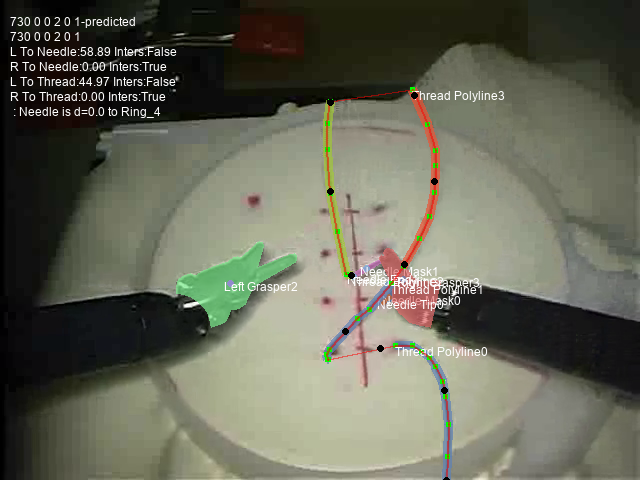 730 0 0 2 0 1-predicted
730 0 0 2 0 1
L To Needle:58.89 Inters:False
R To Needle:0.00 Inters:True
L To Thread:44.97 Inters:False
R To Thread:0.00 Inters:True
: Needle is d=0.0 to Ring_4
Thread Polyline3
Needle Mask1
Left Grasper2
Thread Polyline1
Needle Mask0
Needle Tip0
Thread Polyline0